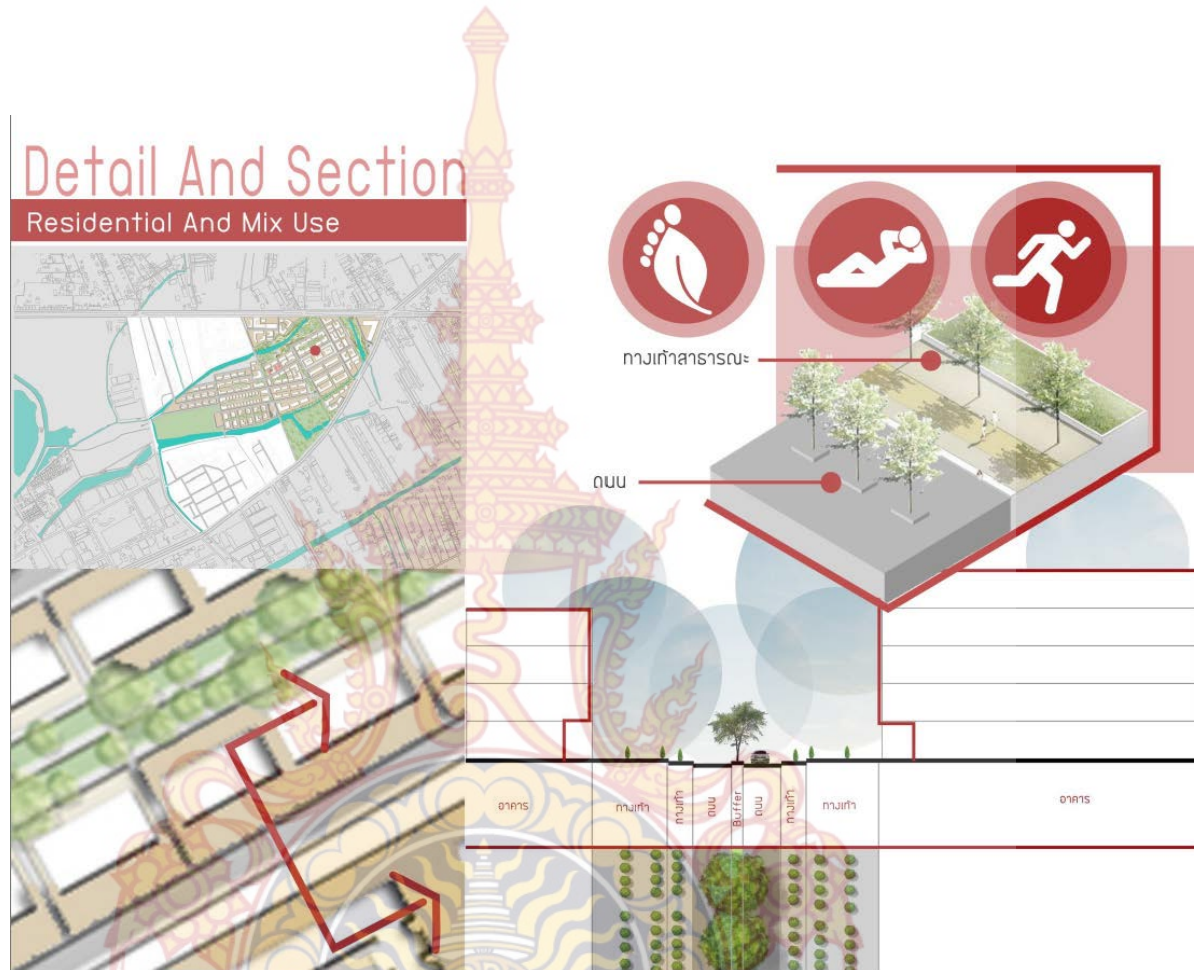 Detail And Section
Residential And Mix Use
ทางเท้าสาธารณะ
ถนน
อาคาร
ทางเท้า
ทางเท้า
ถนน
Buffer
ถนน
ทางเท้า
ทางเท้า
อาคาร